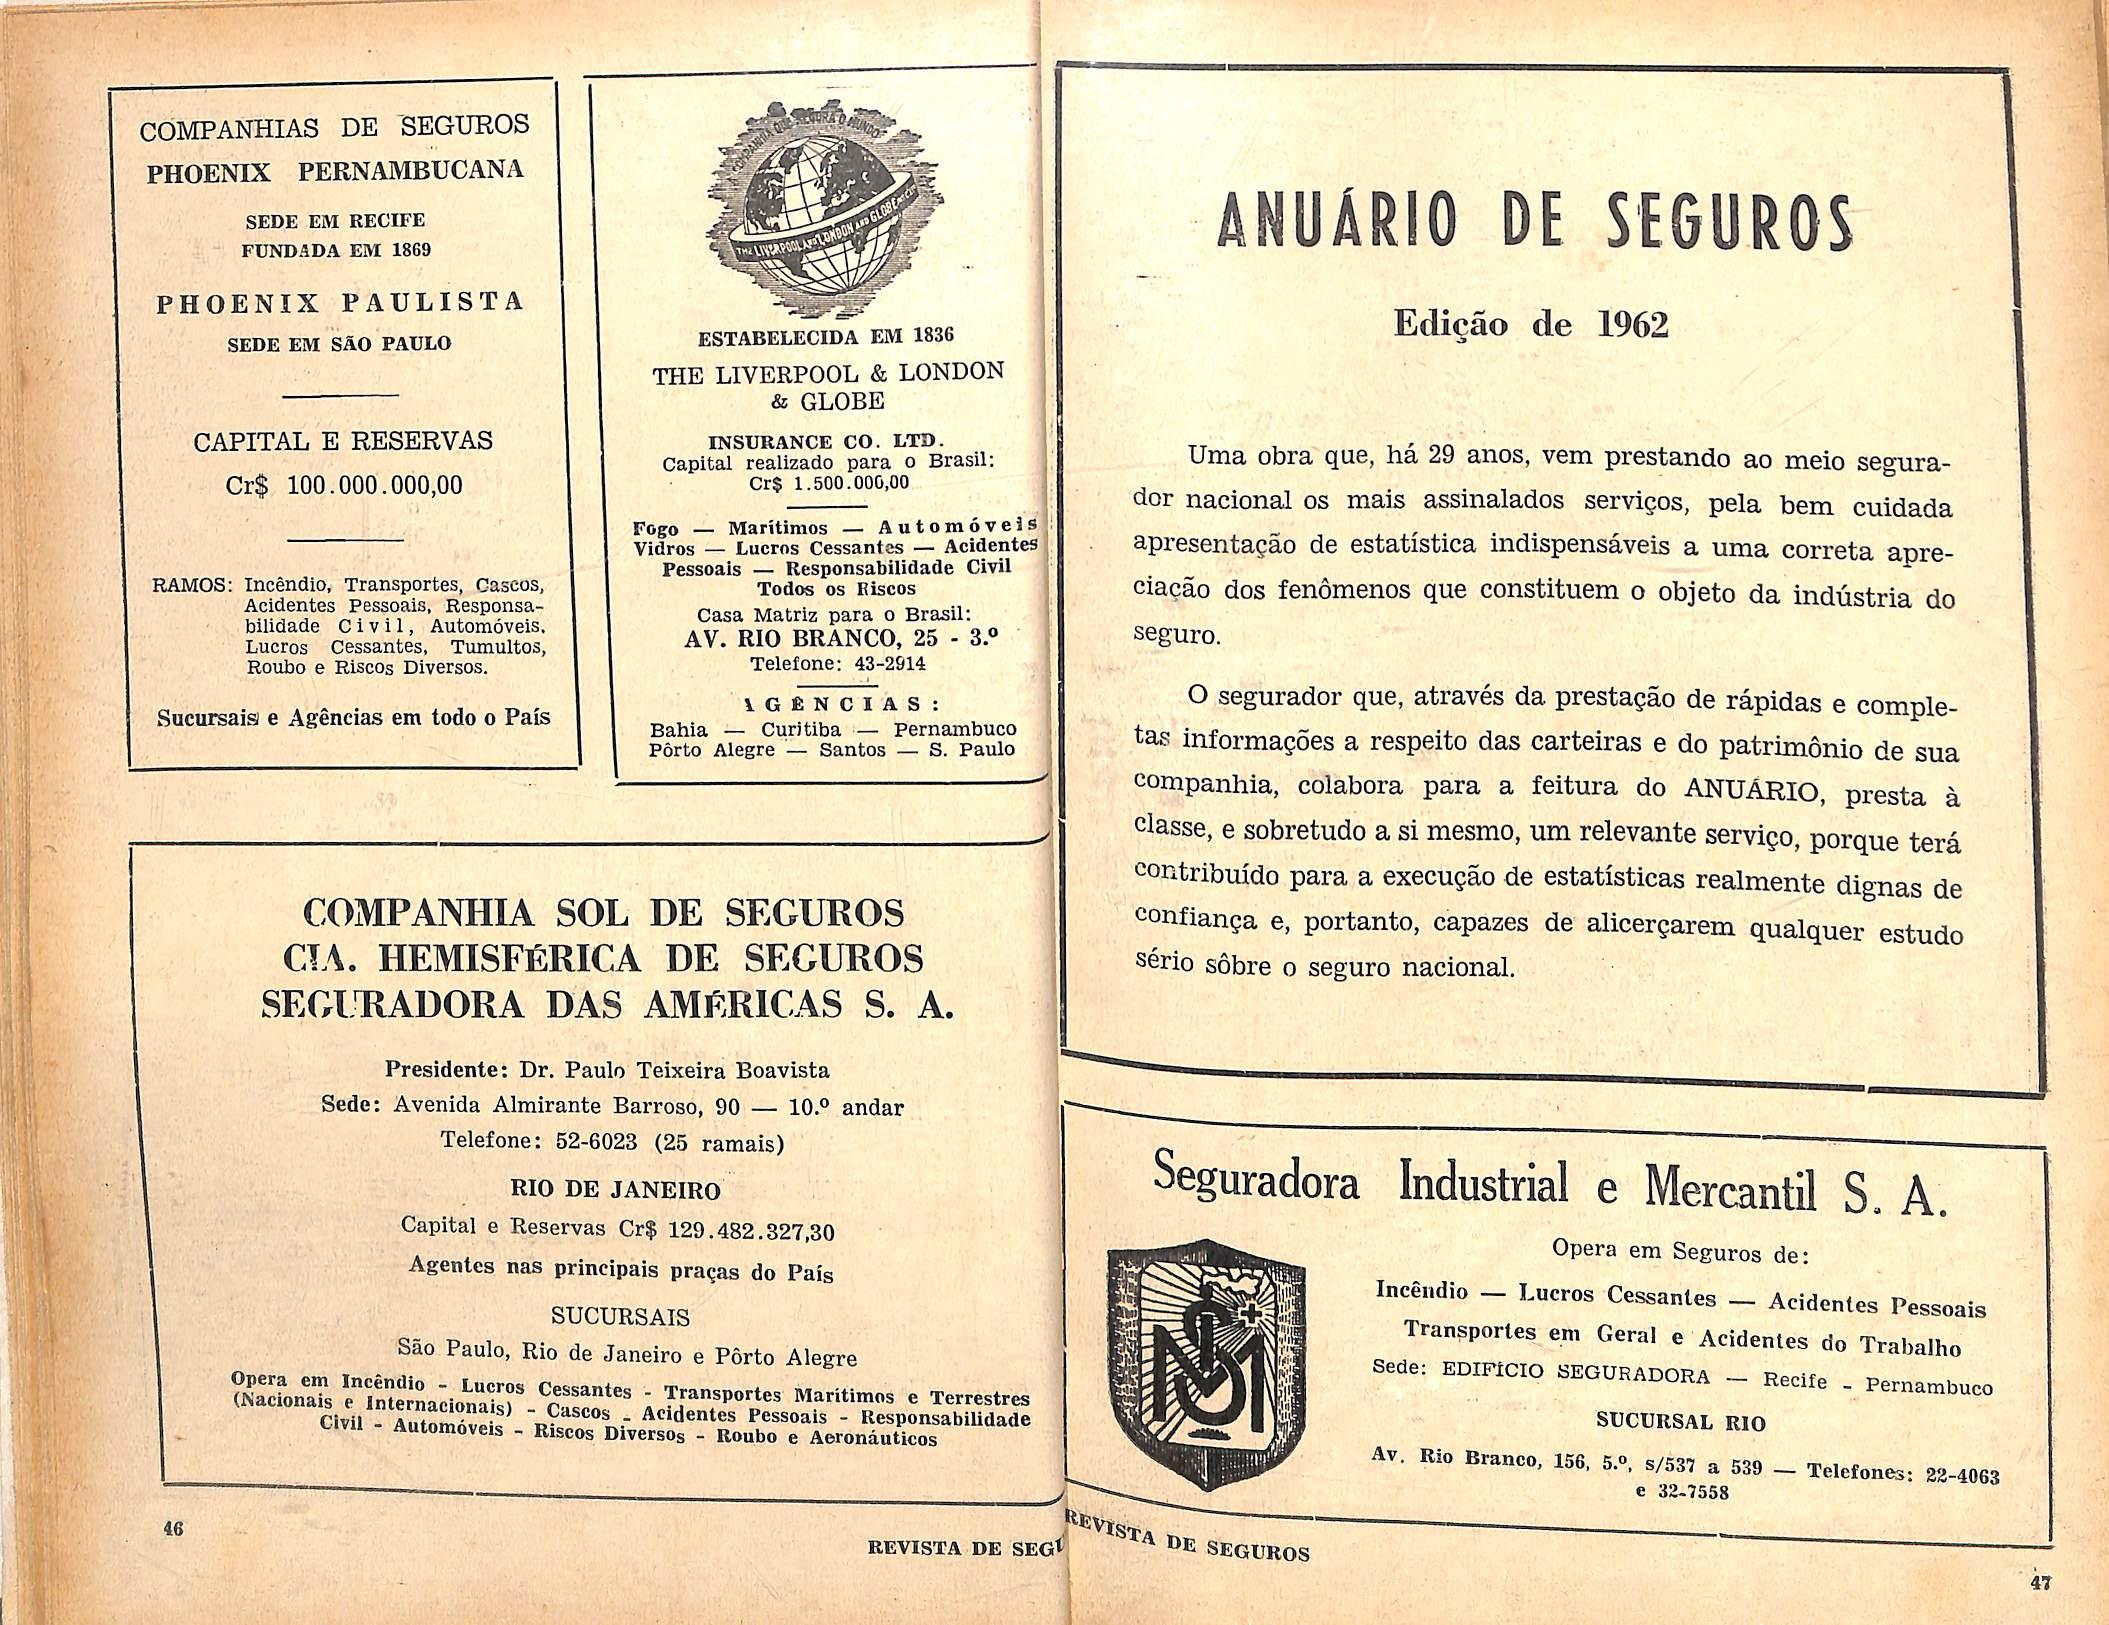 COMPANHIAS DE SEGUROS
PHOENIX PERNAMBUCANA
SEDE EM RECIFE
FUNDADA EM 1869
PHOENIX PAULISTA
SEDE EM SÃO PAULO
CAPITAL E RESERVAS
Cr$ 100.000.000,00
RAMOS: Incêndio, Transportes, Cascos,
Acidentes Pessoais, Responsa-
bilidade Civil, Automóveis,
Lucros Cessantes, Tumultos,
Roubo e Riscos Diversos.
Sucursais e Agências em todo o País
A COMPANHIA QUE SEGURA O MUNDO
THE LIVERPOOL AND LONDON AND GLOBE
ESTABELECIDA EM 1836
THE LIVERPOOL & LONDON
& GLOBE
INSURANCE CO. LTD.
Capital realizado para o Brasil:
Cr$ 1.500.000,00
Fogo — Marítimos — Automóveis
Vidros — Lucros Cessantes — Acidentes
Pessoais — Responsabilidade Civil
Todos os Riscos
Casa Matriz para o Brasil:
AV. RIO BRANCO, 25 - 3.º
Telefone: 43-2914
AGÊNCIAS:
Bahia — Curitiba — Pernambuco
Pôrto Alegre — Santos — S. Paulo
COMPANHIA SOL DE SEGUROS
CIA. HEMISFÉRICA DE SEGUROS
SEGURADORA DAS AMÉRICAS S. A.
Presidente: Dr. Paulo Teixeira Boavista
Sede: Avenida Almirante Barroso, 90 — 10.º andar
Telefone: 52-6023 (25 ramais)
RIO DE JANEIRO
Capital e Reservas Cr$ 129.482.327,30
Agentes nas principais praças do País
SUCURSAIS
São Paulo, Rio de Janeiro e Pôrto Alegre
Opera em Incêndio - Lucros Cessantes - Transportes Marítimos e Terrestres
(Nacionais e Internacionais) - Cascos - Acidentes Pessoais - Responsabilidade
Civil - Automóveis - Riscos Diversos - Roubo e Aeronáuticos
46
REVISTA DE SEGU
ANUÁRIO DE SEGUROS
Edição de 1962
Uma obra que, há 29 anos, vem prestando ao meio segura-
dor nacional os mais assinalados serviços, pela bem cuidada
apresentação de estatística indispensáveis a uma correta apre-
ciação dos fenômenos que constituem o objeto da indústria do
seguro.
O segurador que, através da prestação de rápidas e comple-
tas informações a respeito das carteiras e do patrimônio de sua
companhia, colabora para a feitura do ANUÁRIO, presta à
classe, e sobretudo a si mesmo, um relevante serviço, porque terá
contribuído para a execução de estatísticas realmente dignas de
confiança e, portanto, capazes de alicerçarem qualquer estudo
sério sôbre o seguro nacional.
Seguradora Industrial e Mercantil S. A.
Opera em Seguros de:
Incêndio — Lucros Cessantes — Acidentes Pessoais
Transportes em Geral e Acidentes do Trabalho
Sede: EDIFÍCIO SEGURADORA — Recife - Pernambuco
SUCURSAL RIO
Av. Rio Branco, 156, 5.º, s/537 a 539 — Telefones: 22-4063
e 32-7558
REVISTA DE SEGUROS
47